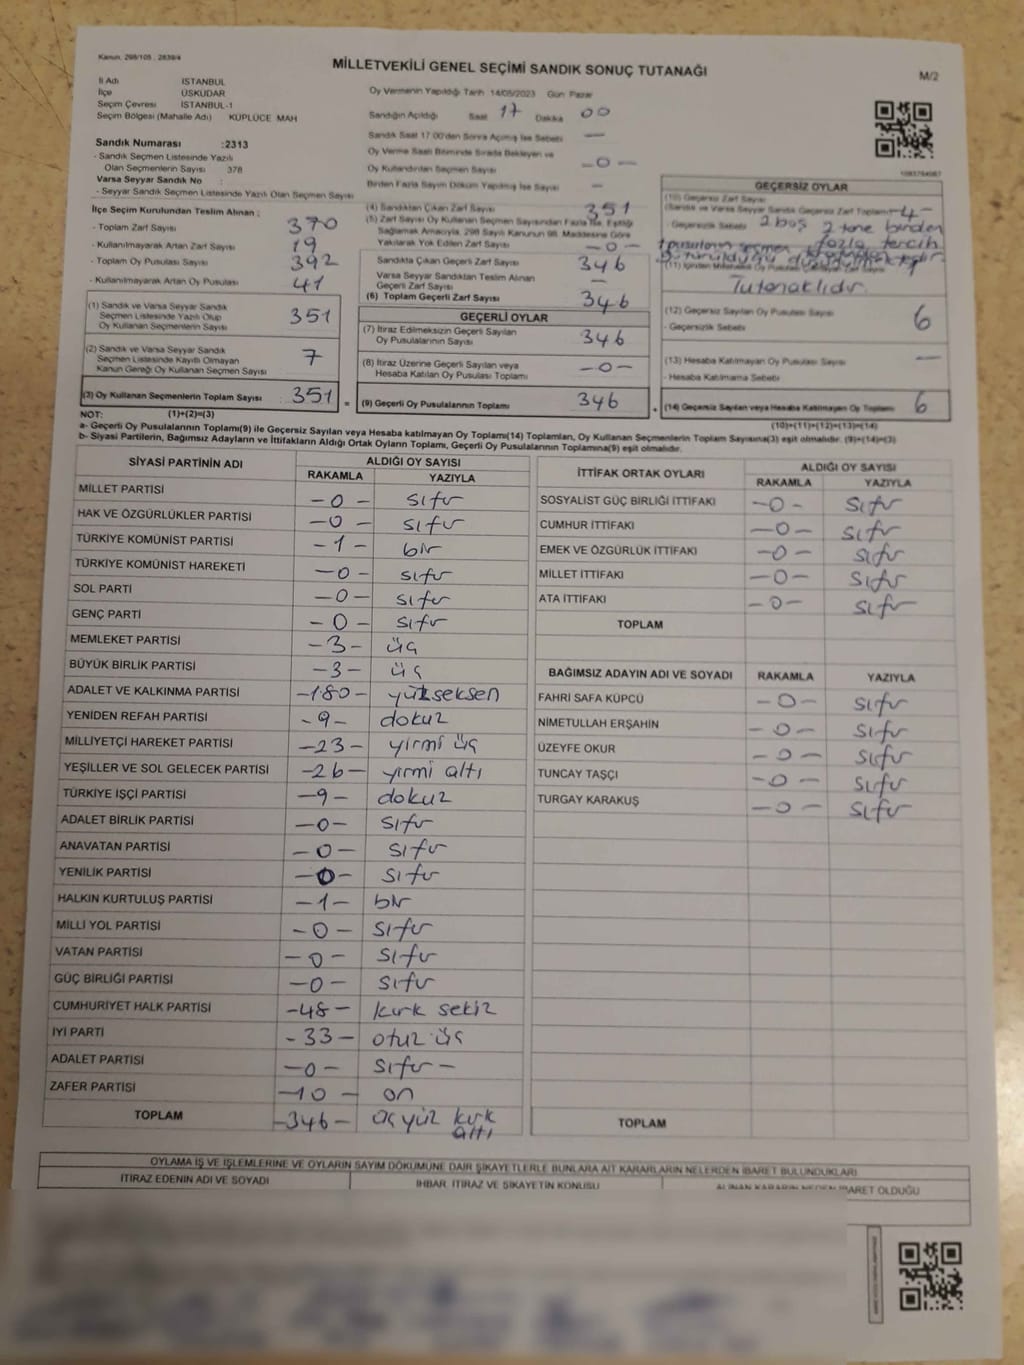 Kanun. 298/105 , 2839/4
MİLLETVEKİLİ GENEL SEÇİMİ SANDIK SONUÇ TUTANAĞI
M/2
İl Adı İSTANBUL
İlçe ÜSKÜDAR
Seçim Çevresi İSTANBUL-1
Seçim Bölgesi (Mahalle Adı) KÜPLÜCE MAH
Sandık Numarası :2313
- Sandık Seçmen Listesinde Yazılı
Olan Seçmenlerin Sayısı 378
Varsa Seyyar Sandık No :
- Seyyar Sandık Seçmen Listesinde Yazılı Olan Seçmen Sayısı
Oy Vermenin Yapıldığı Tarih 14/05/2023 Gün Pazar
Sandığın Açıldığı Saat 17 Dakika 00
Sandık Saat 17:00'den Sonra Açılmış İse Sebebi —
Oy Verme Saati Bitiminde Sırada Bekleyen ve
Oy Kullandırılan Seçmen Sayısı -0-
Birden Fazla Sayım Döküm Yapılmış İse Sayısı -
İlçe Seçim Kurulundan Teslim Alınan :
- Toplam Zarf Sayısı 370
- Kullanılmayarak Artan Zarf Sayısı 19
- Toplam Oy Pusulası Sayısı 392
- Kullanılmayarak Artan Oy Pusulası 41
(1) Sandık ve Varsa Seyyar Sandık
Seçmen Listesinde Yazılı Olup
Oy Kullanan Seçmenlerin Sayısı 351
(2) Sandık ve Varsa Seyyar Sandık
Seçmen Listesinde Kayıtlı Olmayan
Kanun Gereği Oy Kullanan Seçmen Sayısı 7
(3) Oy Kullanan Seçmenlerin Toplam Sayısı 351 =
(4) Sandıktan Çıkan Zarf Sayısı 351
(5) Zarf Sayısı Oy Kullanan Seçmen Sayısından Fazla İse, Eşitliği
Sağlamak Amacıyla, 298 Sayılı Kanunun 98. Maddesine Göre
Yakılarak Yok Edilen Zarf Sayısı -0-
Sandıkta Çıkan Geçerli Zarf Sayısı 346
Varsa Seyyar Sandıktan Teslim Alınan
Geçerli Zarf Sayısı —
(6) Toplam Geçerli Zarf Sayısı 346
GEÇERLİ OYLAR
(7) İtiraz Edilmeksizin Geçerli Sayılan
Oy Pusulalarının Sayısı 346
(8) İtiraz Üzerine Geçerli Sayılan veya
Hesaba Katılan Oy Pusulası Toplamı -0-
(9) Geçerli Oy Pusulalarının Toplamı 346
GEÇERSİZ OYLAR
(10) Geçersiz Zarf Sayısı
(Sandık ve Varsa Seyyar Sandık Geçersiz Zarf Toplamı) -4-
- Geçersizlik Sebebi 2 boş 2 tane birden
fazla tercih
Tutanaklıdır
(12) Geçersiz Sayılan Oy Pusulası Sayısı 6
- Geçersizlik Sebebi
(13) Hesaba Katılmayan Oy Pusulası Sayısı —
- Hesaba Katılmama Sebebi
(14) Geçersiz Sayılan veya Hesaba Katılmayan Oy Toplamı 6
NOT: (1)+(2)=(3) (10)+(11)+(12)+(13)=(14)
a- Geçerli Oy Pusulalarının Toplamı(9) ile Geçersiz Sayılan veya Hesaba katılmayan Oy Toplamı(14) Toplamları, Oy Kullanan Seçmenlerin Toplam Sayısına(3) eşit olmalıdır. (9)+(14)=(3)
b- Siyasi Partilerin, Bağımsız Adayların ve İttifakların Aldığı Ortak Oyların Toplamı, Geçerli Oy Pusulalarının Toplamına(9) eşit olmalıdır.
SİYASİ PARTİNİN ADI ALDIĞI OY SAYISI
RAKAMLA YAZIYLA
MİLLET PARTİSİ -0- sıfır
HAK VE ÖZGÜRLÜKLER PARTİSİ -0- sıfır
TÜRKİYE KOMÜNİST PARTİSİ -1- bir
TÜRKİYE KOMÜNİST HAREKETİ -0- sıfır
SOL PARTİ -0- sıfır
GENÇ PARTİ -0- sıfır
MEMLEKET PARTİSİ -3- üç
BÜYÜK BİRLİK PARTİSİ -3- üç
ADALET VE KALKINMA PARTİSİ -180- yüzseksen
YENİDEN REFAH PARTİSİ -9- dokuz
MİLLİYETÇİ HAREKET PARTİSİ -23- yirmi üç
YEŞİLLER VE SOL GELECEK PARTİSİ -26- yirmi altı
TÜRKİYE İŞÇİ PARTİSİ -9- dokuz
ADALET BİRLİK PARTİSİ -0- sıfır
ANAVATAN PARTİSİ -0- sıfır
YENİLİK PARTİSİ -0- sıfır
HALKIN KURTULUŞ PARTİSİ -1- bir
MİLLİ YOL PARTİSİ -0- sıfır
VATAN PARTİSİ -0- sıfır
GÜÇ BİRLİĞİ PARTİSİ -0- sıfır
CUMHURİYET HALK PARTİSİ -48- kırk sekiz
İYİ PARTİ -33- otuz üç
ADALET PARTİSİ -0- sıfır -
ZAFER PARTİSİ -10- on
TOPLAM -346- üçyüz kırk
altı
İTTİFAK ORTAK OYLARI ALDIĞI OY SAYISI
RAKAMLA YAZIYLA
SOSYALİST GÜÇ BİRLİĞİ İTTİFAKI -0- sıfır
CUMHUR İTTİFAKI -0- sıfır
EMEK VE ÖZGÜRLÜK İTTİFAKI -0- sıfır
MİLLET İTTİFAKI -0- sıfır
ATA İTTİFAKI -0- sıfır
TOPLAM
BAĞIMSIZ ADAYIN ADI VE SOYADI RAKAMLA YAZIYLA
FAHRİ SAFA KÜPCÜ -0- sıfır
NİMETULLAH ERŞAHİN -0- sıfır
ÜZEYFE OKUR -0- sıfır
TUNCAY TAŞÇI -0- sıfır
TURGAY KARAKUŞ -0- sıfır
TOPLAM
OYLAMA İŞ VE İŞLEMLERİNE VE OYLARIN SAYIM DÖKÜMÜNE DAİR ŞİKAYETLERLE BUNLARA AİT KARARLARIN NELERDEN İBARET BULUNDUKLARI
İTİRAZ EDENİN ADI VE SOYADI İHBAR, İTİRAZ VE ŞİKAYETİN KONUSU ALINAN KARARIN NEDEN İBARET OLDUĞU